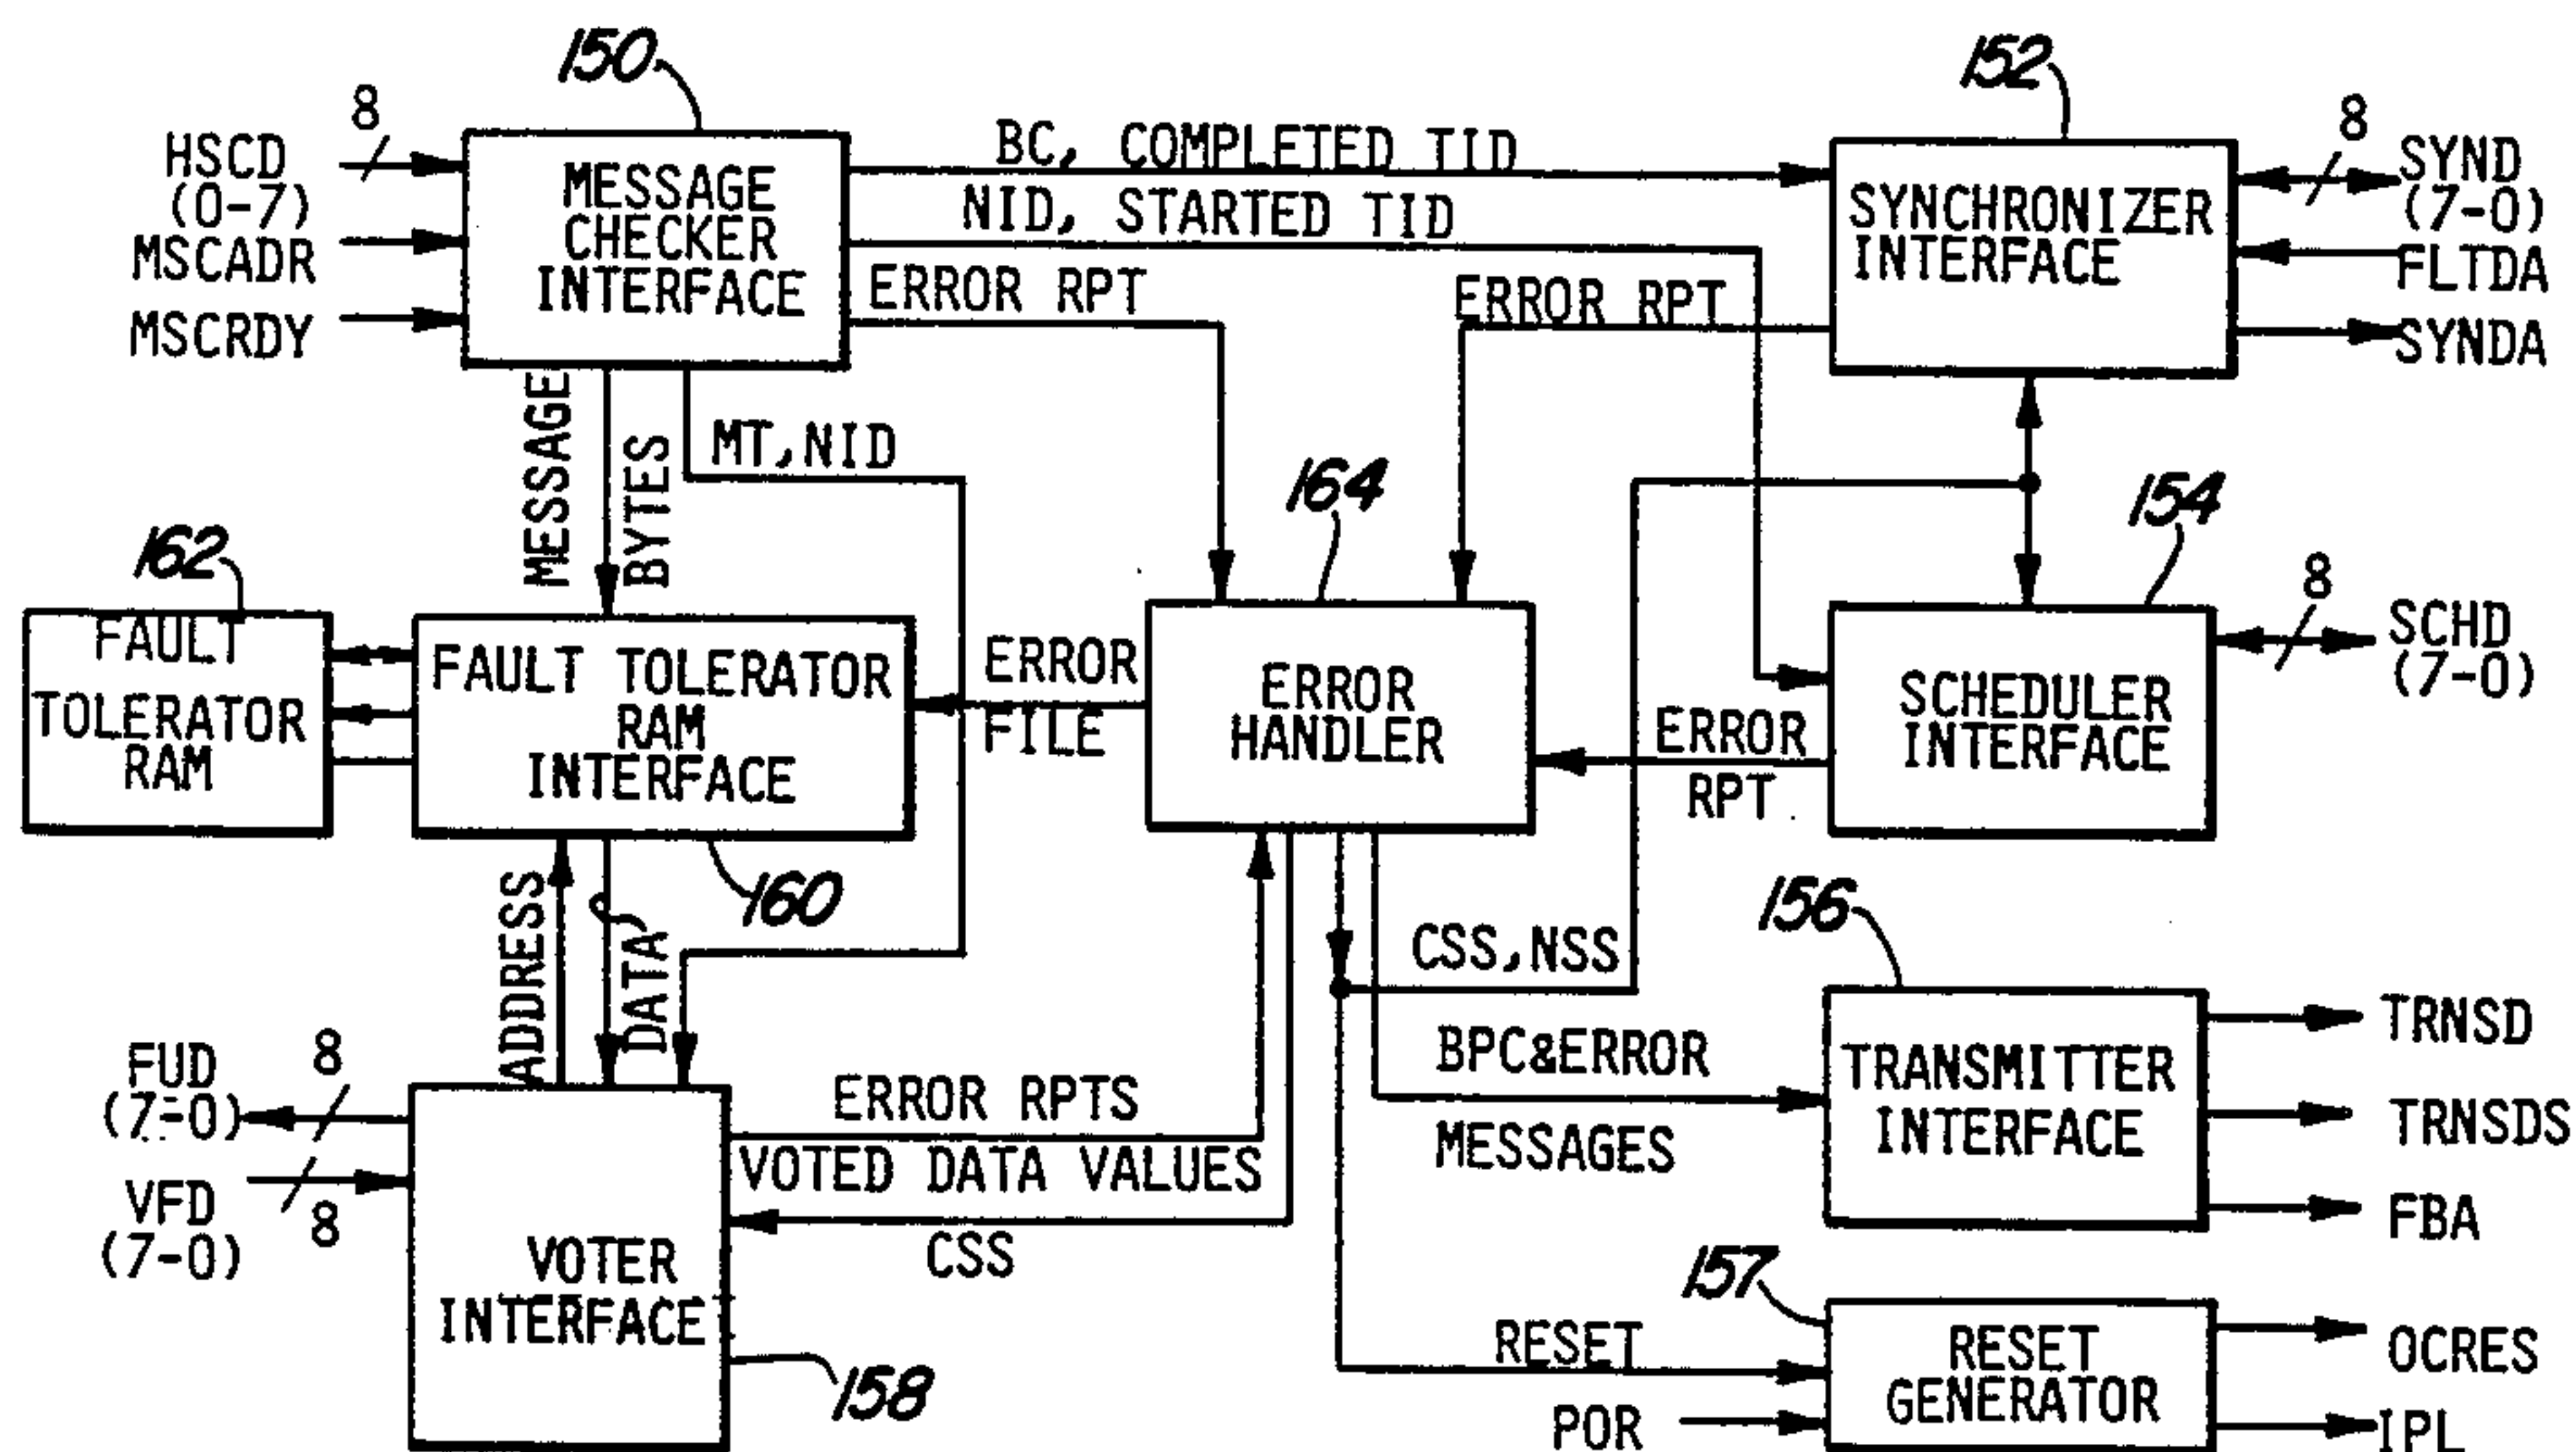 150
152
8
HSCD
(0-7)
MSCADR
MSCRDY
MESSAGE
CHECKER
INTERFACE
BC, COMPLETED TID
NID, STARTED TID
ERROR RPT
ERROR RPT
SYNCHRONIZER
INTERFACE
8
SYND
(7-0)
FLTDA
SYNDA
MESSAGE
BYTES
MT,NID
164
154
162
FAULT
TOLERATOR
RAM
FAULT TOLERATOR
RAM
INTERFACE
160
ERROR
FILE
ERROR
HANDLER
ERROR
RPT
SCHEDULER
INTERFACE
8
SCHD
(7-0)
ADDRESS
DATA
CSS,NSS
156
FUD
(7-0)
8
VFD
(7-0)
8
VOTER
INTERFACE
158
ERROR RPTS
VOTED DATA VALUES
CSS
BPC&ERROR
MESSAGES
TRANSMITTER
INTERFACE
TRNSD
TRNSDS
FBA
157
RESET
POR
RESET
GENERATOR
OCRES
IPL